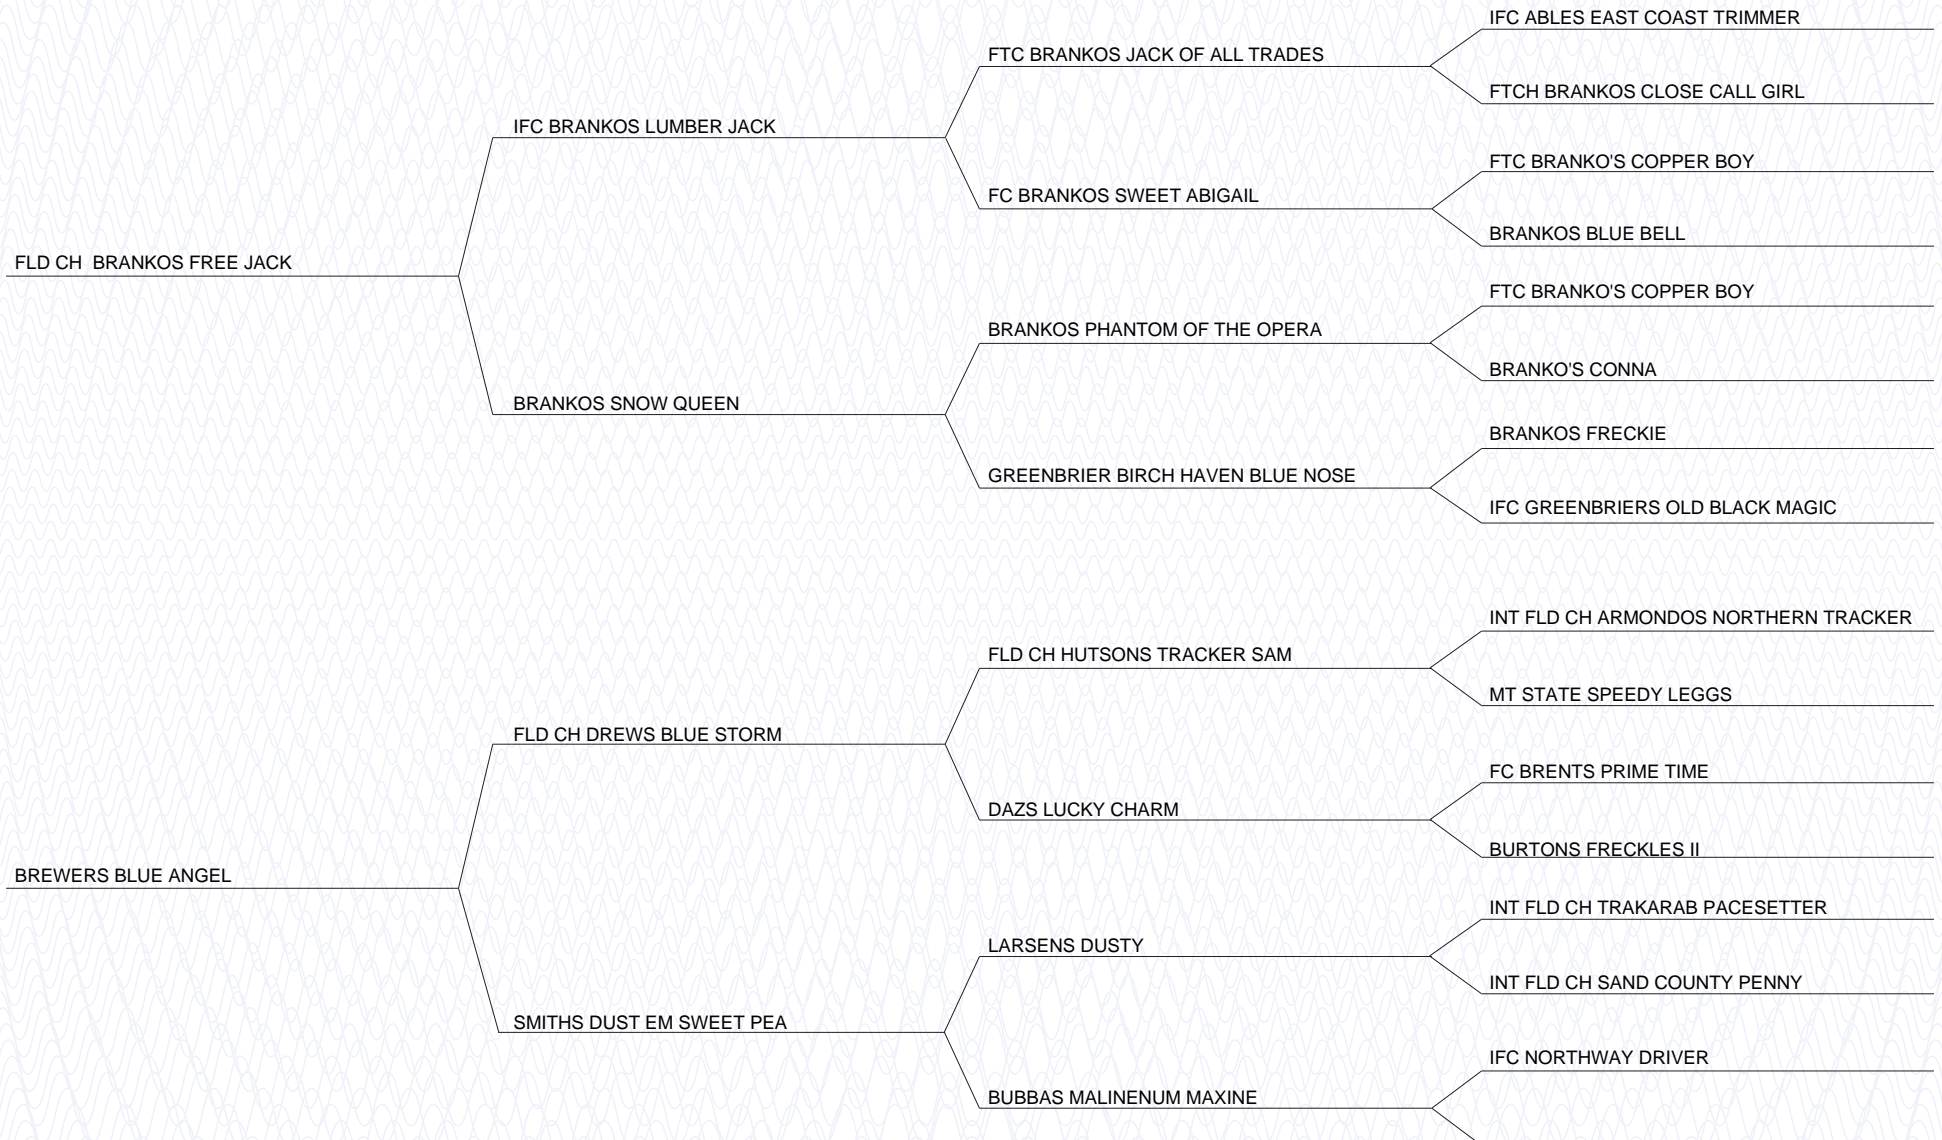 IFC ABLES EAST COAST TRIMMER
FTC BRANKOS JACK OF ALL TRADES
FTCH BRANKOS CLOSE CALL GIRL
IFC BRANKOS LUMBER JACK
FTC BRANKO'S COPPER BOY
FC BRANKOS SWEET ABIGAIL
BRANKOS BLUE BELL
FLD CH  BRANKOS FREE JACK
FTC BRANKO'S COPPER BOY
BRANKOS PHANTOM OF THE OPERA
BRANKO'S CONNA
BRANKOS SNOW QUEEN
BRANKOS FRECKIE
GREENBRIER BIRCH HAVEN BLUE NOSE
IFC GREENBRIERS OLD BLACK MAGIC
INT FLD CH ARMONDOS NORTHERN TRACKER
FLD CH HUTSONS TRACKER SAM
MT STATE SPEEDY LEGGS
FLD CH DREWS BLUE STORM
FC BRENTS PRIME TIME
DAZS LUCKY CHARM
BURTONS FRECKLES II
BREWERS BLUE ANGEL
INT FLD CH TRAKARAB PACESETTER
LARSENS DUSTY
INT FLD CH SAND COUNTY PENNY
SMITHS DUST EM SWEET PEA
IFC NORTHWAY DRIVER
BUBBAS MALINENUM MAXINE